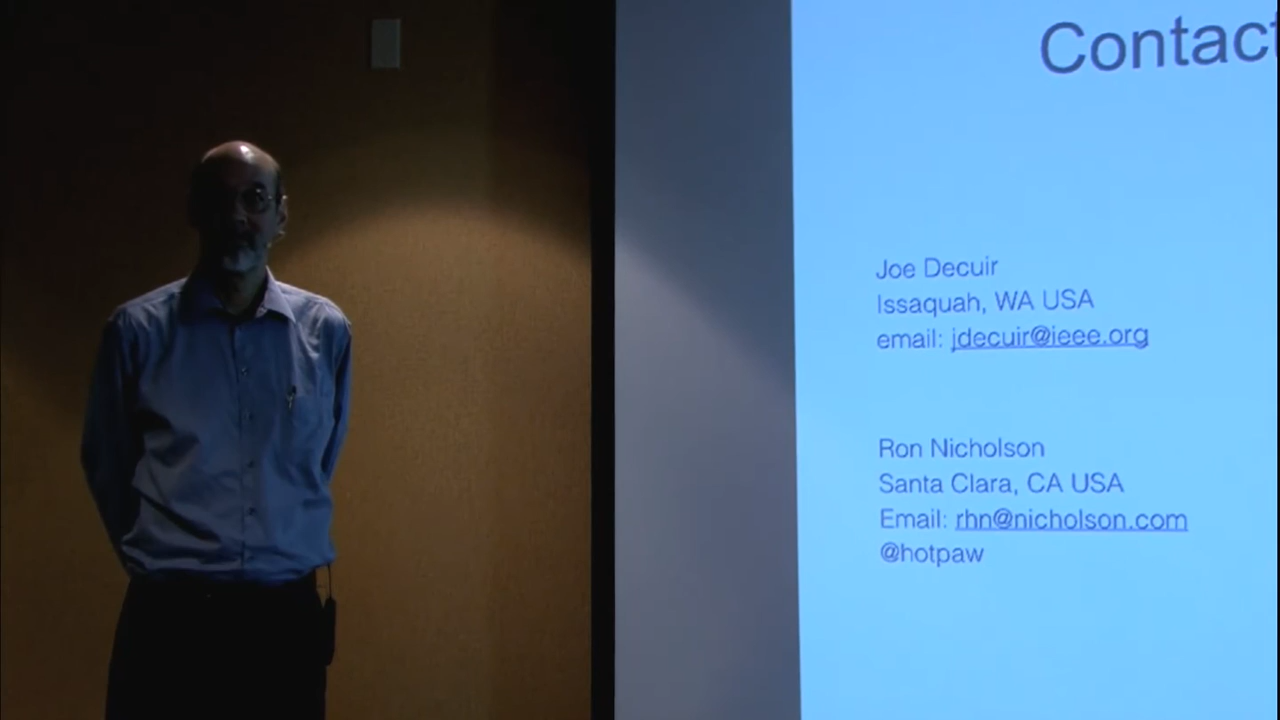 Contact
Joe Decuir
Issaquah, WA USA
email: jdecuir@ieee.org
Ron Nicholson
Santa Clara, CA USA
Email: rhn@nicholson.com
@hotpaw